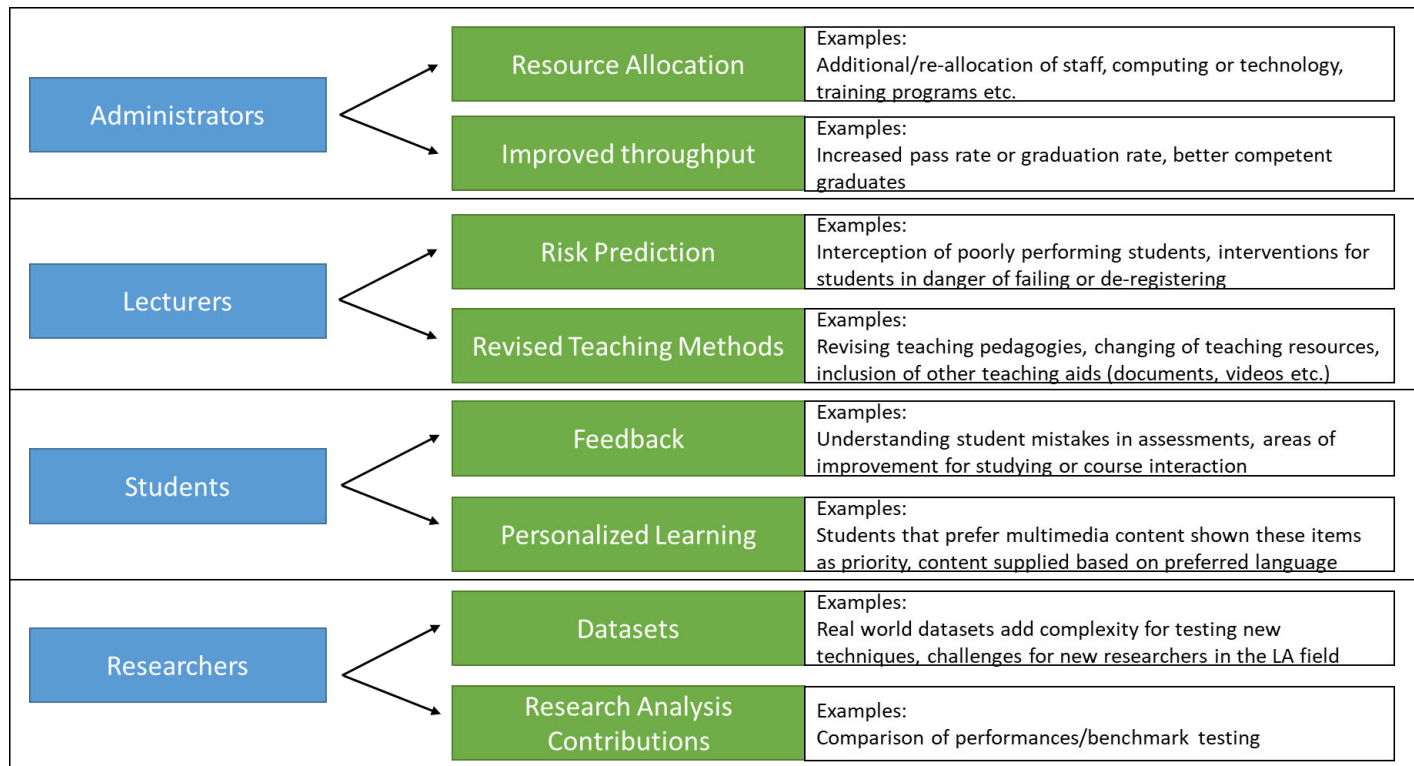 Administrators
Resource Allocation
Examples:
Additional/re-allocation of staff, computing or technology,
training programs etc.
Improved throughput
Examples:
Increased pass rate or graduation rate, better competent
graduates
Lecturers
Risk Prediction
Examples:
Interception of poorly performing students, interventions for
students in danger of failing or de-registering
Revised Teaching Methods
Examples:
Revising teaching pedagogies, changing of teaching resources,
inclusion of other teaching aids (documents, videos etc.)
Students
Feedback
Examples:
Understanding student mistakes in assessments, areas of
improvement for studying or course interaction
Personalized Learning
Examples:
Students that prefer multimedia content shown these items
as priority, content supplied based on preferred language
Researchers
Datasets
Examples:
Real world datasets add complexity for testing new
techniques, challenges for new researchers in the LA field
Research Analysis
Contributions
Examples:
Comparison of performances/benchmark testing